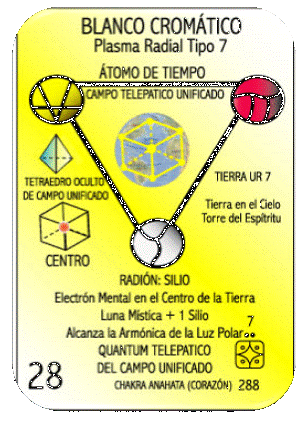 BLANCO CROMÁTICO
Plasma Radial Tipo 7
ÁTOMO DE TIEMPO
CAMPO TELEPATICO UNIFICADO
TETRAEDRO OCULTO
DE CAMPO UNIFICADO
TIERRA UR 7
Tierra en el Cielo
Torre del Espíritu
CENTRO
RADIÓN: SILIO
Electrón Mental en el Centro de la Tierra
Luna Mística + 1 Silio
Alcanza la Armónica de la Luz Polar
7
QUANTUM TELEPATICO
DEL CAMPO UNIFICADO
28
CHAKRA ANAHATA (CORAZÓN) 288